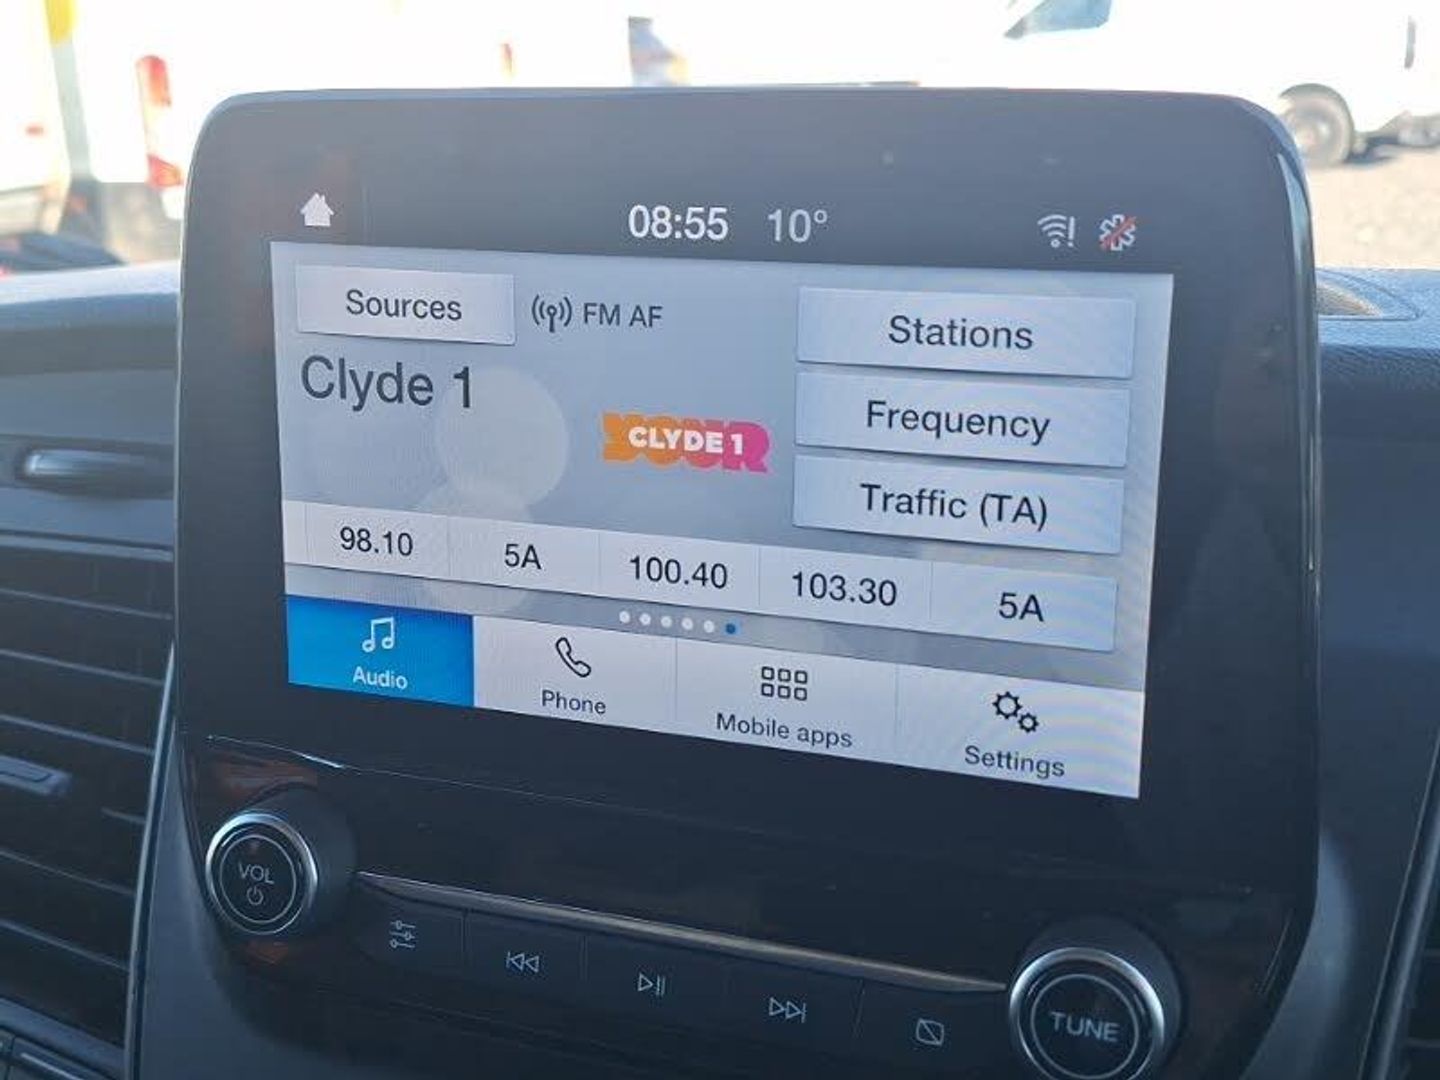 08:55 10°
Sources FM AF
Stations
Clyde 1
YOUR
CLYDE 1
Frequency
Traffic (TA)
98.10 5A 100.40 103.30 5A
Audio Phone Mobile apps Settings
VOL
TUNE